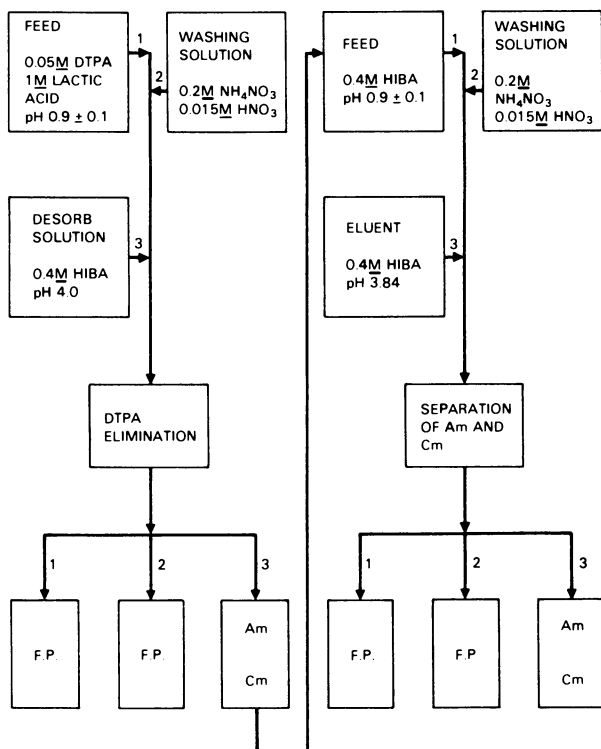 FEED
0.05M DTPA
1M LACTIC
ACID
pH 0.9 ± 0.1
1
WASHING
SOLUTION
0.2M NH₄NO₃
0.015M HNO₃
2
DESORB
SOLUTION
0.4M HIBA
pH 4.0
3
DTPA
ELIMINATION
1
2
3
F.P.
F.P.
Am
Cm
FEED
0.4M HIBA
pH 0.9 ± 0.1
1
WASHING
SOLUTION
0.2M
NH₄NO₃
0.015M HNO₃
2
ELUENT
0.4M HIBA
pH 3.84
3
SEPARATION
OF Am AND
Cm
1
2
3
F.P.
F.P
Am
Cm